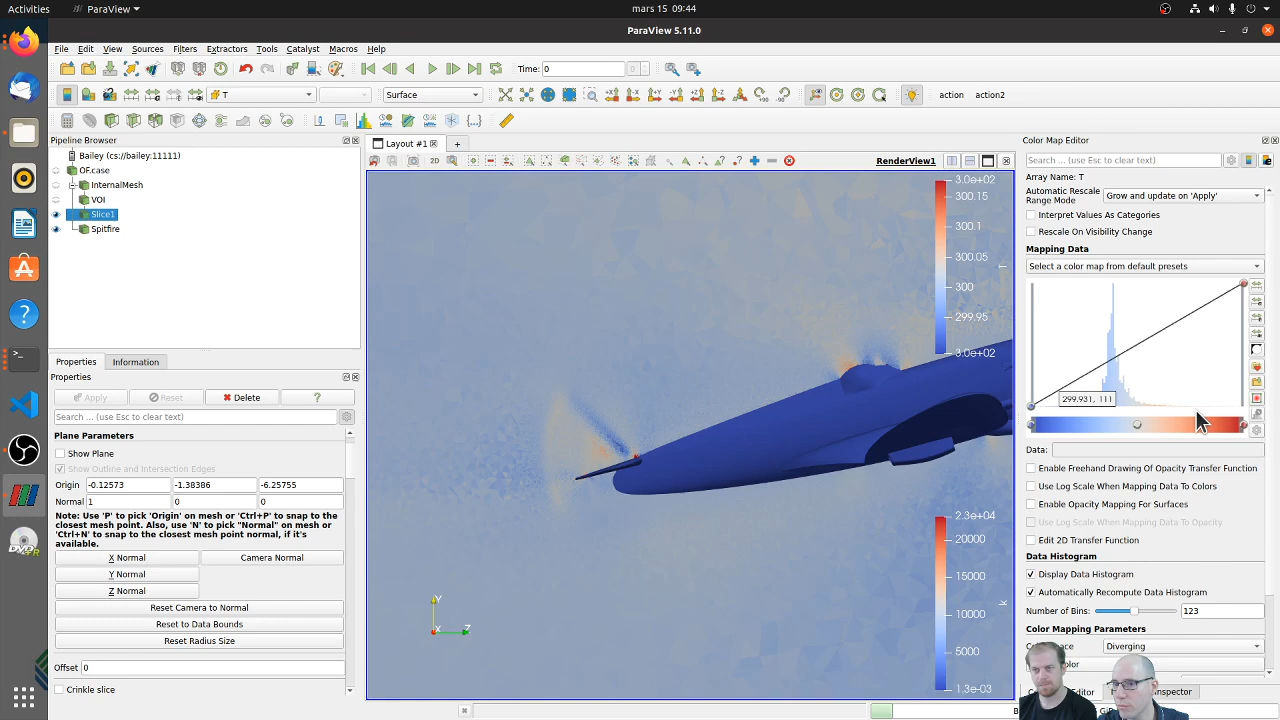 Activities
ParaView
mars 15 09:44
ParaView 5.11.0
File Edit View Sources Filters Extractors Tools Catalyst Macros Help
Time: 0
0
T
Surface
+X -X +Y -Y +Z -Z +90 -90
action action2
Pipeline Browser
Bailey (cs://bailey:11111)
OF.case
InternalMesh
VOI
Slice1
Spitfire
Properties Information
Properties
Apply Reset Delete ?
Search ... (use Esc to clear text)
Plane Parameters
Show Plane
Show Outline and Intersection Edges
Origin -0.12573 -1.38386 -6.25755
Normal 1 0 0
Note: Use 'P' to pick 'Origin' on mesh or 'Ctrl+P' to snap to the
closest mesh point. Also, use 'N' to pick "Normal" on mesh or
'Ctrl+N' to snap to the closest mesh point normal, if it's
available.
X Normal Camera Normal
Y Normal
Z Normal
Reset Camera to Normal
Reset to Data Bounds
Reset Radius Size
Offset 0
Crinkle slice
Layout #1
2D
RenderView1
3.0e+02
300.15
300.1
300.05
300
299.95
3.0e+02
T
2.3e+04
20000
15000
10000
5000
1.3e-03
k
Y
X Z
Color Map Editor
Search ... (use Esc to clear text)
Array Name: T
Automatic Rescale
Range Mode
Grow and update on 'Apply'
Interpret Values As Categories
Rescale On Visibility Change
Mapping Data
Select a color map from default presets
299.931, 111
Data:
Enable Freehand Drawing Of Opacity Transfer Function
Use Log Scale When Mapping Data To Colors
Enable Opacity Mapping For Surfaces
Use Log Scale When Mapping Data To Opacity
Edit 2D Transfer Function
Data Histogram
Display Data Histogram
Automatically Recompute Data Histogram
Number of Bins: 123
Color Mapping Parameters
Diverging